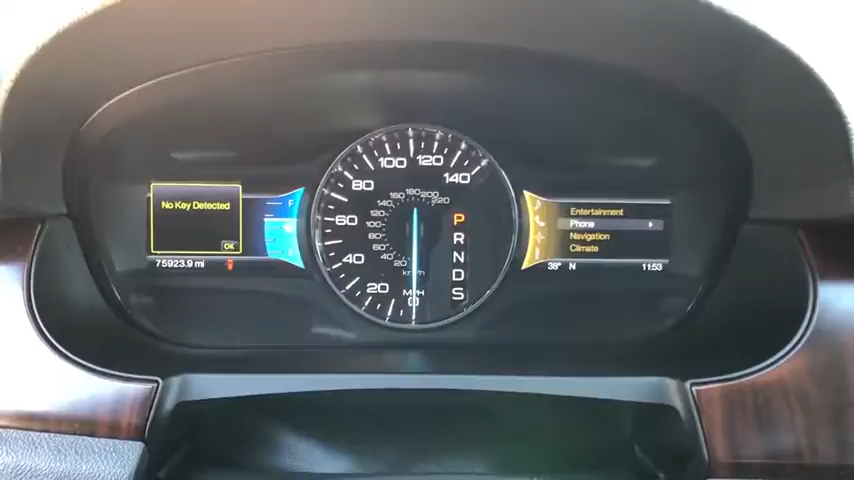 No Key Detected
OK
75923.9 mi
F
20
40
60
80
100
120
140
20
40
60
80
100
120
140
160
180
200
220
km/h
MPH
0
P
R
N
D
S
Entertainment
Phone
Navigation
Climate
38° N 11:53